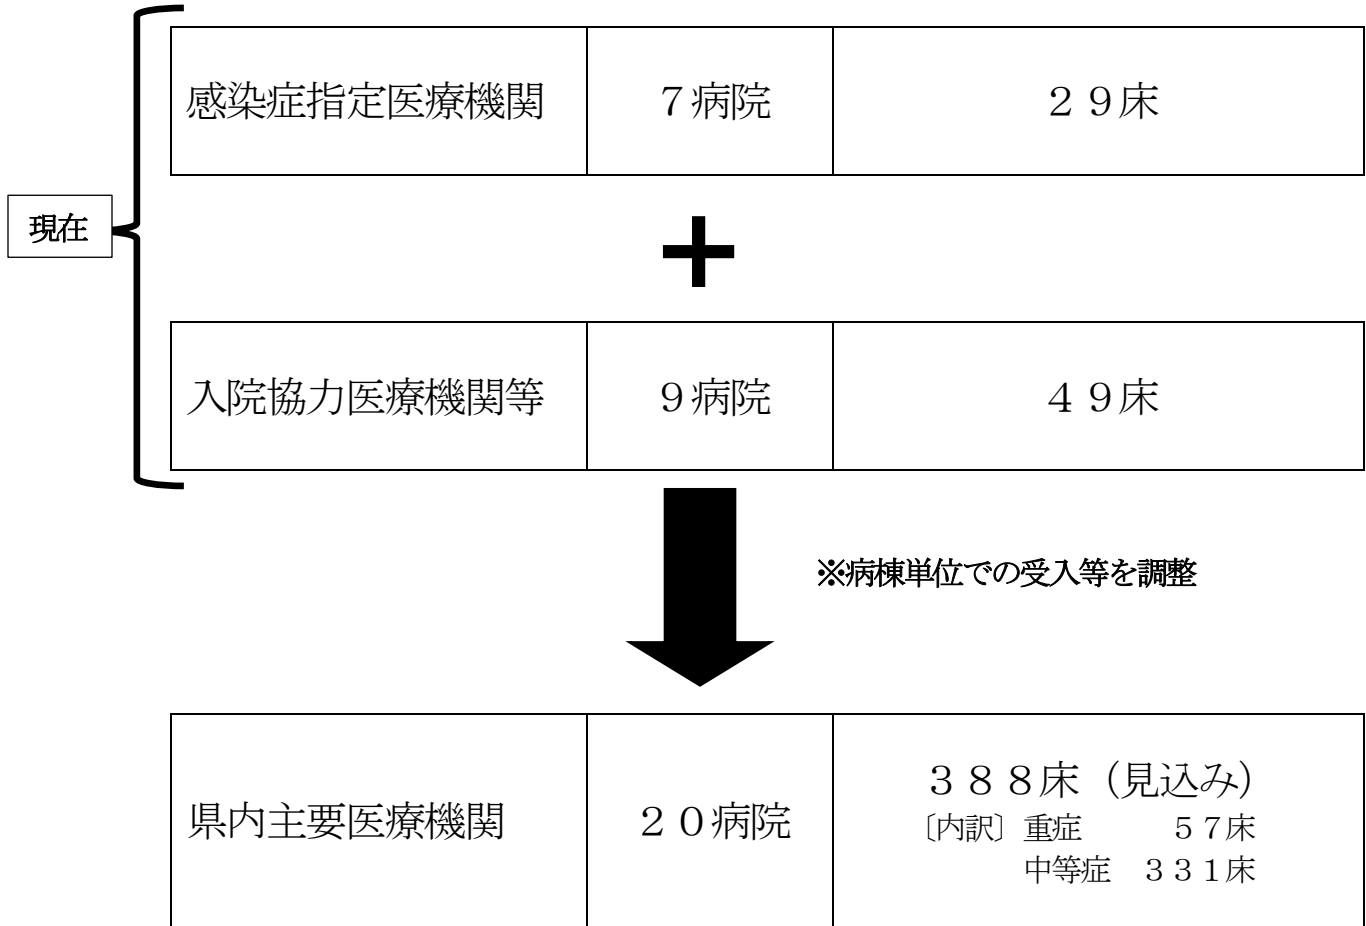 感染症指定医療機関 ７病院 ２９床
現在
＋
入院協力医療機関等 ９病院 ４９床
※病棟単位での受入等を調整
県内主要医療機関 ２０病院 ３８８床（見込み）
〔内訳〕重症 ５７床
中等症 ３３１床